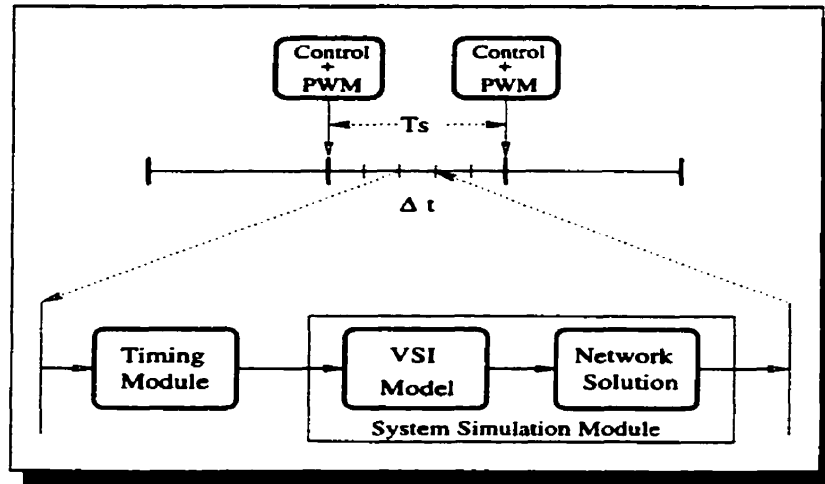 Control
+
PWM
Control
+
PWM
Ts
Δ t
Timing
Module
VSI
Model
Network
Solution
System Simulation Module